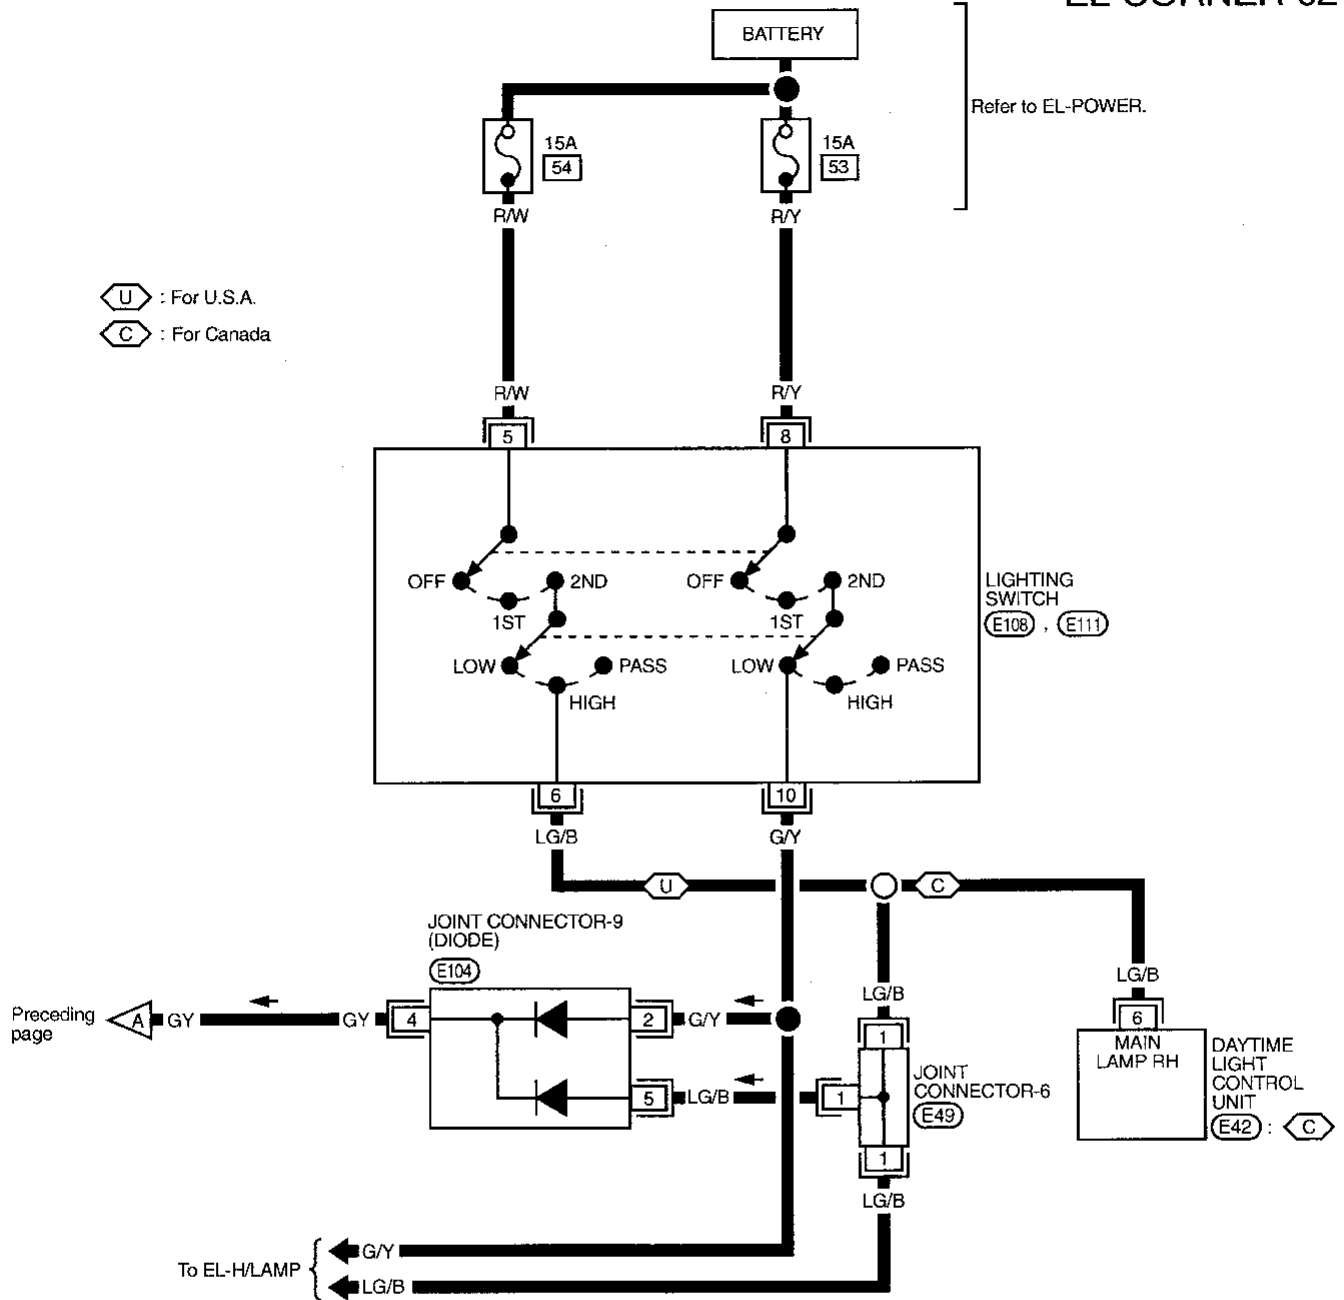 BATTERY
Refer to EL-POWER.
15A
54
15A
53
R/W
R/Y
U : For U.S.A.
C : For Canada
R/W
R/Y
5
8
OFF
2ND
1ST
OFF
2ND
1ST
LIGHTING
SWITCH
E108 , E111
LOW
PASS
HIGH
LOW
PASS
HIGH
6
10
LG/B
G/Y
U
C
JOINT CONNECTOR-9
(DIODE)
E104
LG/B
LG/B
Preceding
page
A
GY
GY
4
2
G/Y
5
LG/B
1
1
1
JOINT
CONNECTOR-6
E49
6
MAIN
LAMP RH
DAYTIME
LIGHT
CONTROL
UNIT
E42 : C
LG/B
To EL-H/LAMP
G/Y
LG/B